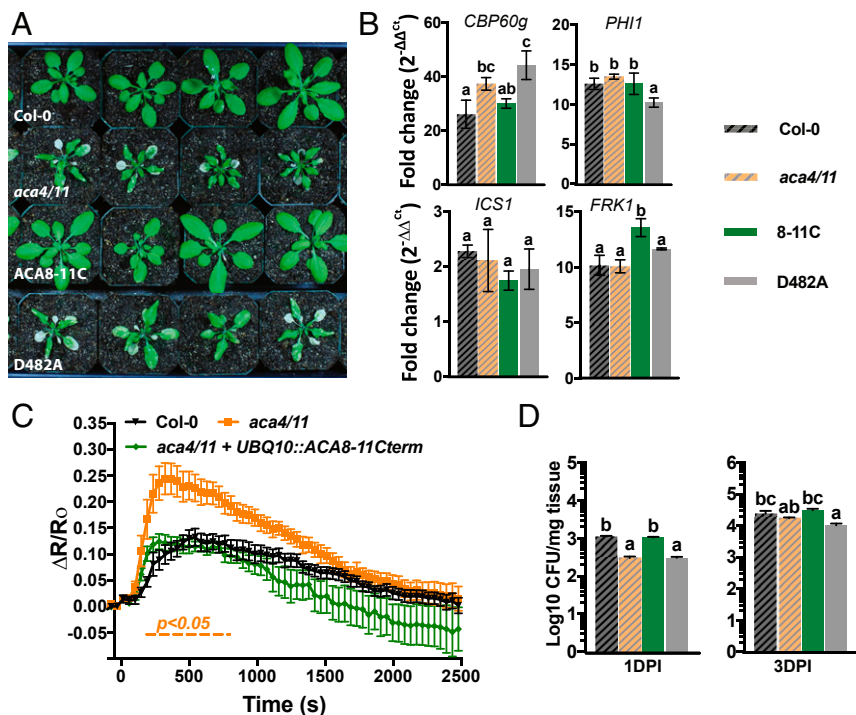 A
Col-0
aca4/11
ACA8-11C
D482A
B
CBP60g
PHI1
Fold change (2-ΔΔCt)
60
40
20
0
a
bc
ab
c
20
15
10
5
0
b
b
b
a
ICS1
FRK1
Fold change (2-ΔΔCt)
3
2
1
0
a
a
a
a
15
10
5
0
a
a
b
a
Col-0
aca4/11
8-11C
D482A
C
Col-0
aca4/11
aca4/11 + UBQ10::ACA8-11Cterm
ΔR/Ro
0.35
0.30
0.25
0.20
0.15
0.10
0.05
0.00
-0.05
p<0.05
0
500
1000
1500
2000
2500
Time (s)
D
Log10 CFU/mg tissue
5
4
3
2
1
0
b
a
b
a
1DPI
6
5
4
3
2
1
0
bc
ab
bc
a
3DPI